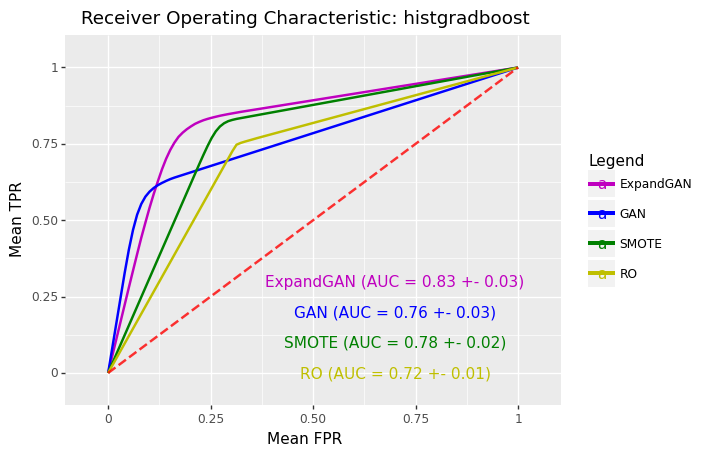 Receiver Operating Characteristic: histgradboost
Mean TPR
1
0.75
0.50
0.25
0
ExpandGAN (AUC = 0.83 +- 0.03)
GAN (AUC = 0.76 +- 0.03)
SMOTE (AUC = 0.78 +- 0.02)
RO (AUC = 0.72 +- 0.01)
0
0.25
0.50
0.75
1
Mean FPR
Legend
a ExpandGAN
a GAN
a SMOTE
a RO